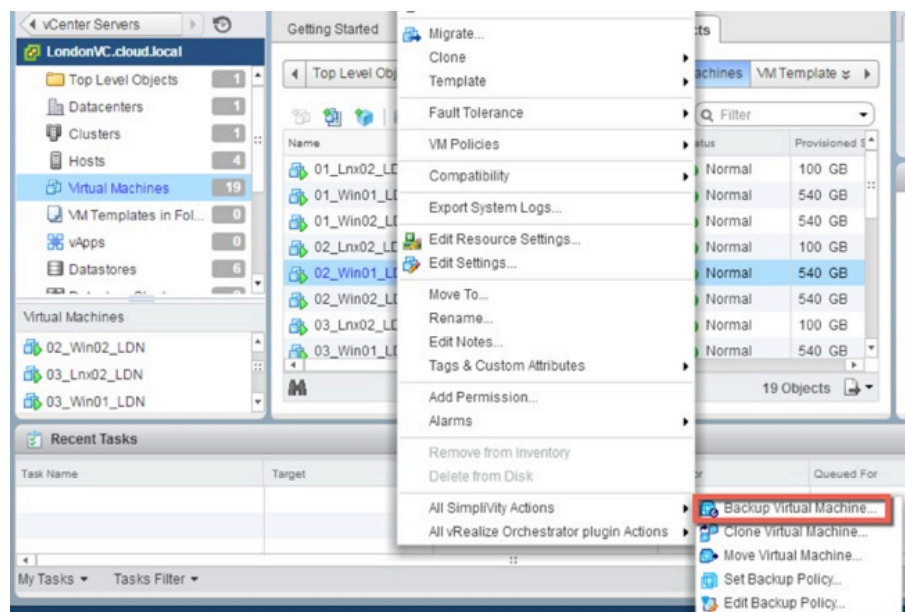 vCenter Servers
LondonVC.cloud.local
Top Level Objects 1
Datacenters 1
Clusters 1
Hosts 4
Virtual Machines 19
VM Templates in Fol... 0
vApps 0
Datastores 6
Virtual Machines
02_Win02_LDN
03_Lnx02_LDN
03_Win01_LDN
Getting Started
Top Level Obj
VM Template
Filter
Name
Provisioned S
01_Lnx02_LD Normal 100 GB
01_Win01_L Normal 540 GB
01_Win02_L Normal 540 GB
02_Lnx02_LD Normal 100 GB
02_Win01_L Normal 540 GB
02_Win02_L Normal 540 GB
03_Lnx02_LD Normal 100 GB
03_Win01_L Normal 540 GB
19 Objects
Migrate...
Clone
Template
Fault Tolerance
VM Policies
Compatibility
Export System Logs...
Edit Resource Settings...
Edit Settings...
Move To...
Rename...
Edit Notes...
Tags & Custom Attributes
Add Permission...
Alarms
Remove from Inventory
Delete from Disk
All SimpliVity Actions
All vRealize Orchestrator plugin Actions
Backup Virtual Machine...
Clone Virtual Machine...
Move Virtual Machine...
Set Backup Policy...
Edit Backup Policy...
Recent Tasks
Task Name Target Queued For
My Tasks Tasks Filter